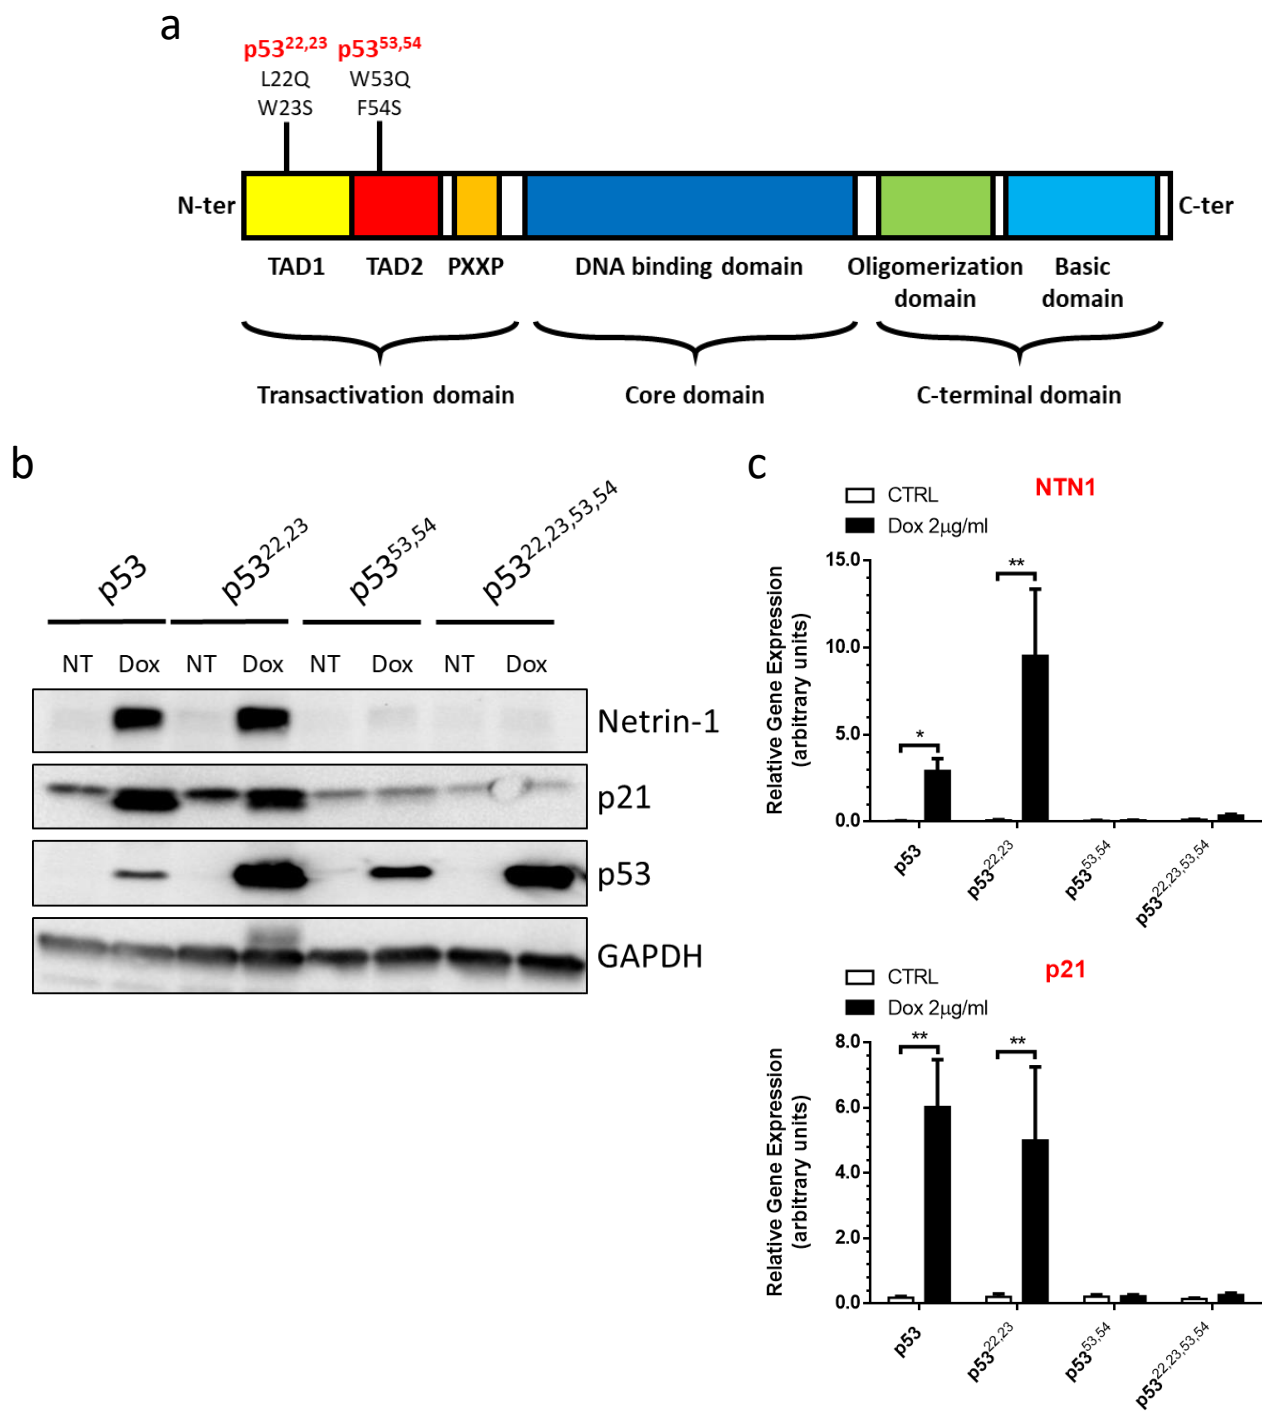 a
p5322,23 p5353,54
L22Q W53Q
W23S F54S
N-ter C-ter
TAD1 TAD2 PXXP DNA binding domain Oligomerization domain Basic domain
Transactivation domain Core domain C-terminal domain
b
p53 p5322,23 p5353,54 p5322,23,53,54
NT Dox NT Dox NT Dox NT Dox
Netrin-1
p21
p53
GAPDH
c
NTN1
CTRL
Dox 2μg/ml
Relative Gene Expression
(arbitrary units)
15.0
10.0
5.0
0.0
*
**
p53 p5322,23 p5353,54 p5322,23,53,54
p21
CTRL
Dox 2μg/ml
Relative Gene Expression
(arbitrary units)
8.0
6.0
4.0
2.0
0.0
**
**
p53 p5322,23 p5353,54 p5322,23,53,54